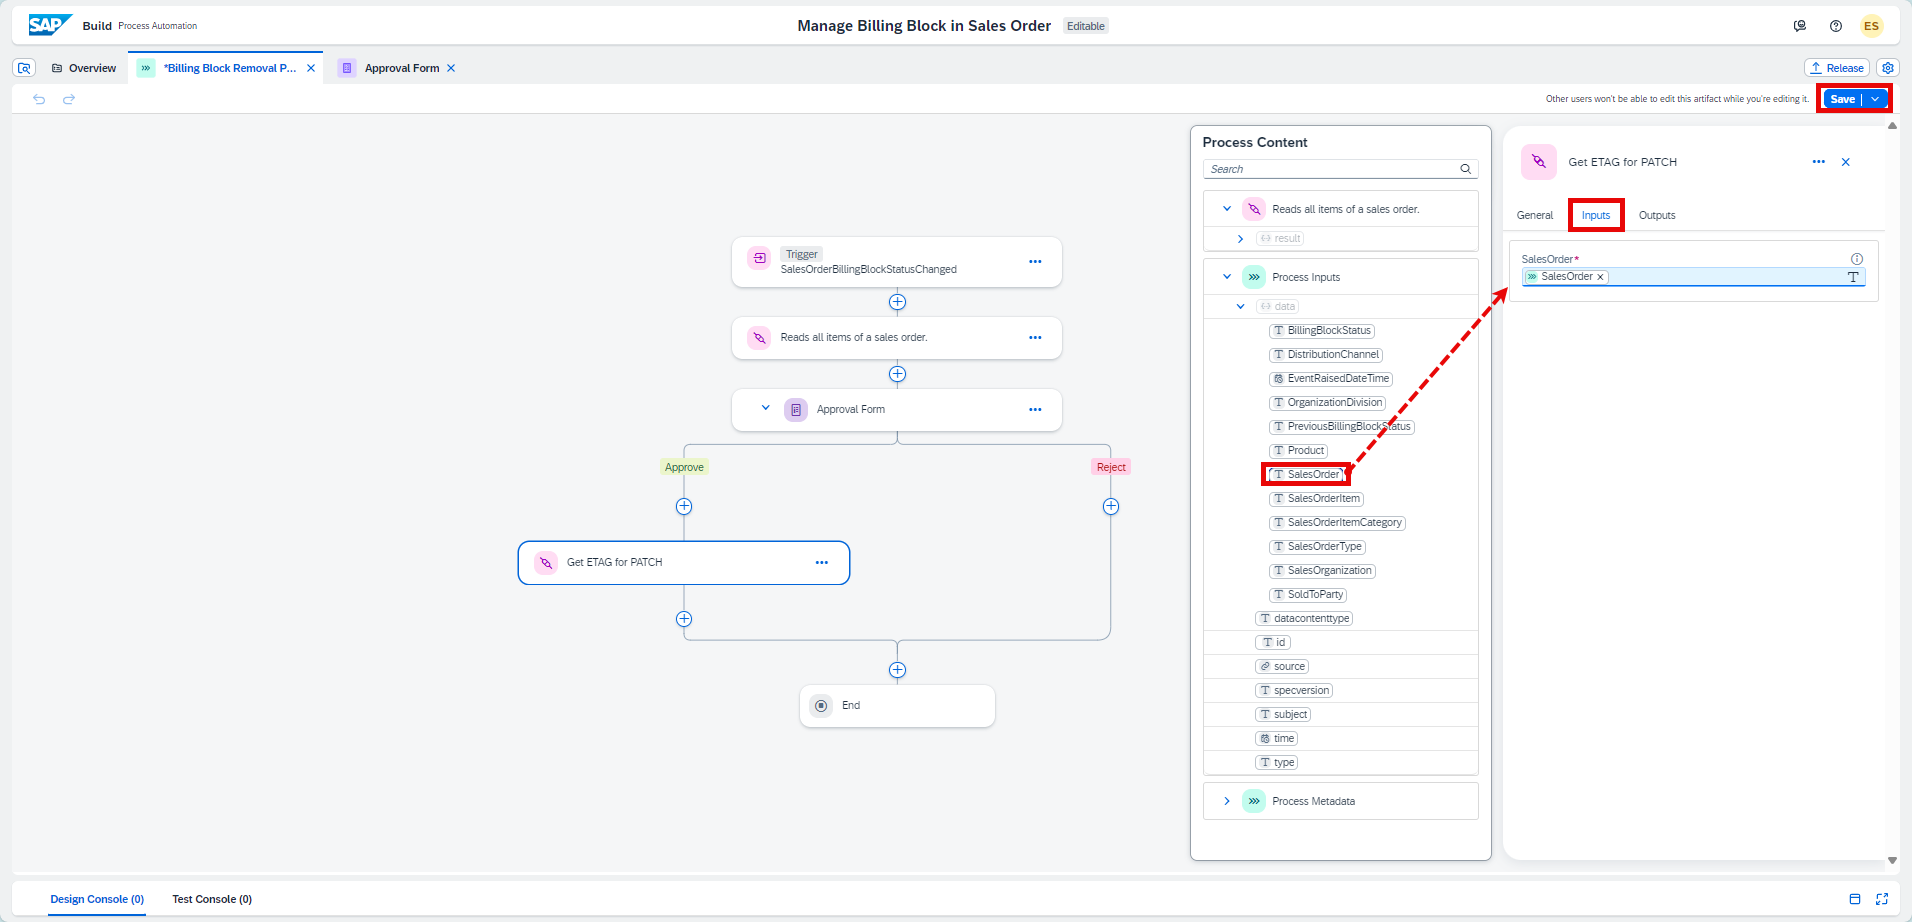 SAP Build Process Automation
Manage Billing Block in Sales Order Editable
ES
Overview
*Billing Block Removal P...
Approval Form
Release
Other users won't be able to edit this artifact while you're editing it.
Save
Trigger
SalesOrderBillingBlockStatusChanged
Reads all items of a sales order.
Approval Form
Approve
Reject
Get ETAG for PATCH
End
Process Content
Search
Reads all items of a sales order.
result
Process Inputs
data
BillingBlockStatus
DistributionChannel
EventRaisedDateTime
OrganizationDivision
PreviousBillingBlockStatus
Product
SalesOrder
SalesOrderItem
SalesOrderItemCategory
SalesOrderType
SalesOrganization
SoldToParty
datacontenttype
id
source
specversion
subject
time
type
Process Metadata
Get ETAG for PATCH
General Inputs Outputs
SalesOrder*
SalesOrder
Design Console (0) Test Console (0)